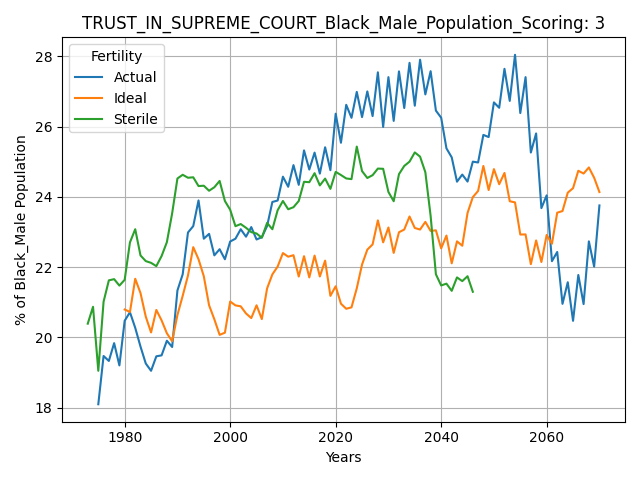 TRUST_IN_SUPREME_COURT_Black_Male_Population_Scoring: 3
Fertility
Actual
Ideal
Sterile
% of Black_Male Population
28
26
24
22
20
18
1980 2000 2020 2040 2060
Years